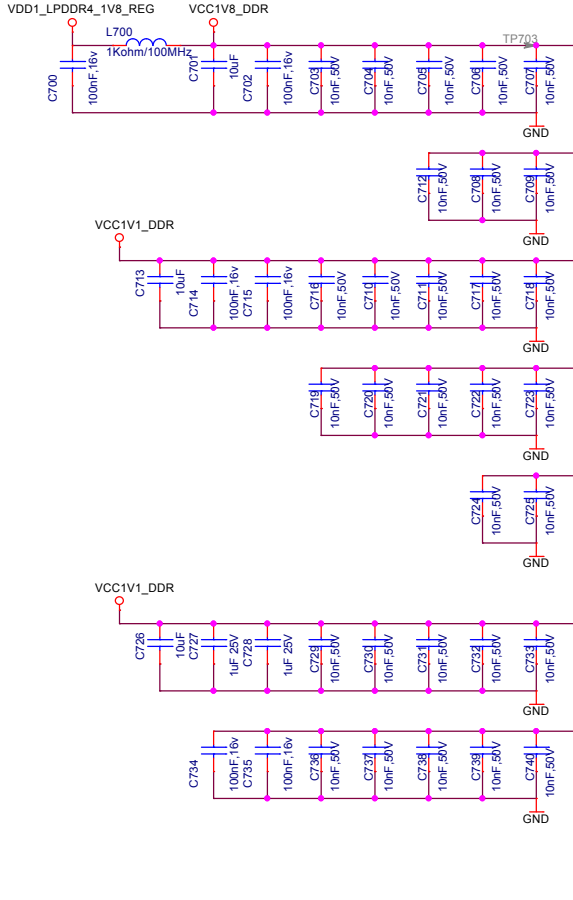 VDD1_LPDDR4_1V8_REG
VCC1V8_DDR
L700
1Kohm/100MHz
TP703
C700
100nF,16v
C701
10uF
C702
100nF,16v
C703
10nF,50V
C704
10nF,50V
C705
10nF,50V
C706
10nF,50V
C707
10nF,50V
GND
C712
10nF,50V
C708
10nF,50V
C709
10nF,50V
GND
VCC1V1_DDR
C713
10uF
C714
100nF,16v
C715
100nF,16v
C716
10nF,50V
C710
10nF,50V
C711
10nF,50V
C717
10nF,50V
C718
10nF,50V
GND
C719
10nF,50V
C720
10nF,50V
C721
10nF,50V
C722
10nF,50V
C723
10nF,50V
GND
C724
10nF,50V
C725
10nF,50V
GND
VCC1V1_DDR
C726
10uF
C727
1uF 25V
C728
1uF 25V
C729
10nF,50V
C730
10nF,50V
C731
10nF,50V
C732
10nF,50V
C733
10nF,50V
GND
C734
100nF,16v
C735
100nF,16v
C736
10nF,50V
C737
10nF,50V
C738
10nF,50V
C739
10nF,50V
C740
10nF,50V
GND